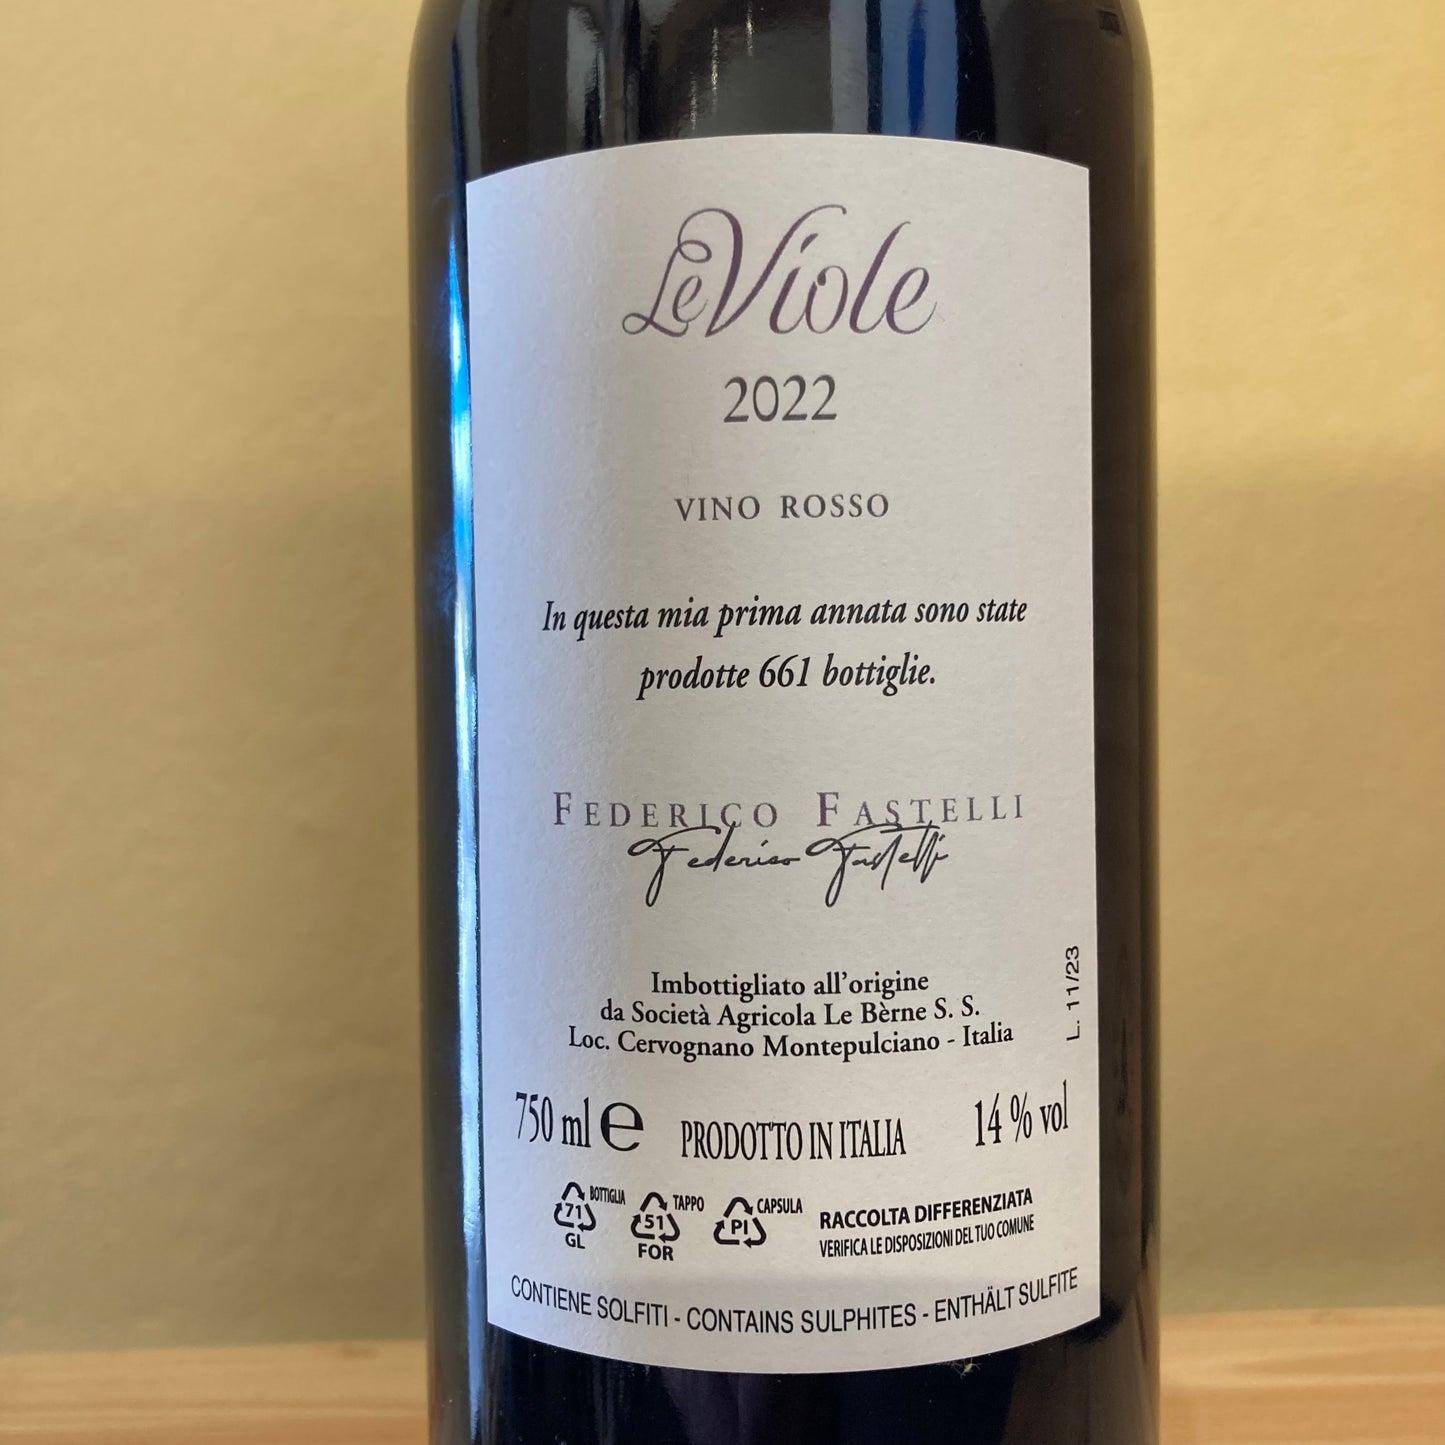 Le Viole
2022
VINO ROSSO
In questa mia prima annata sono state
prodotte 661 bottiglie.
FEDERICO FASTELLI
Federico Fastelli
Imbottigliato all'origine
da Società Agricola Le Bèrne S. S.
Loc. Cervognano Montepulciano - Italia
L. 11/23
750 ml e PRODOTTO IN ITALIA 14 % vol
BOTTIGLIA 71 GL
TAPPO 51 FOR
CAPSULA PI
RACCOLTA DIFFERENZIATA
VERIFICA LE DISPOSIZIONI DEL TUO COMUNE
CONTIENE SOLFITI - CONTAINS SULPHITES - ENTHÄLT SULFITE